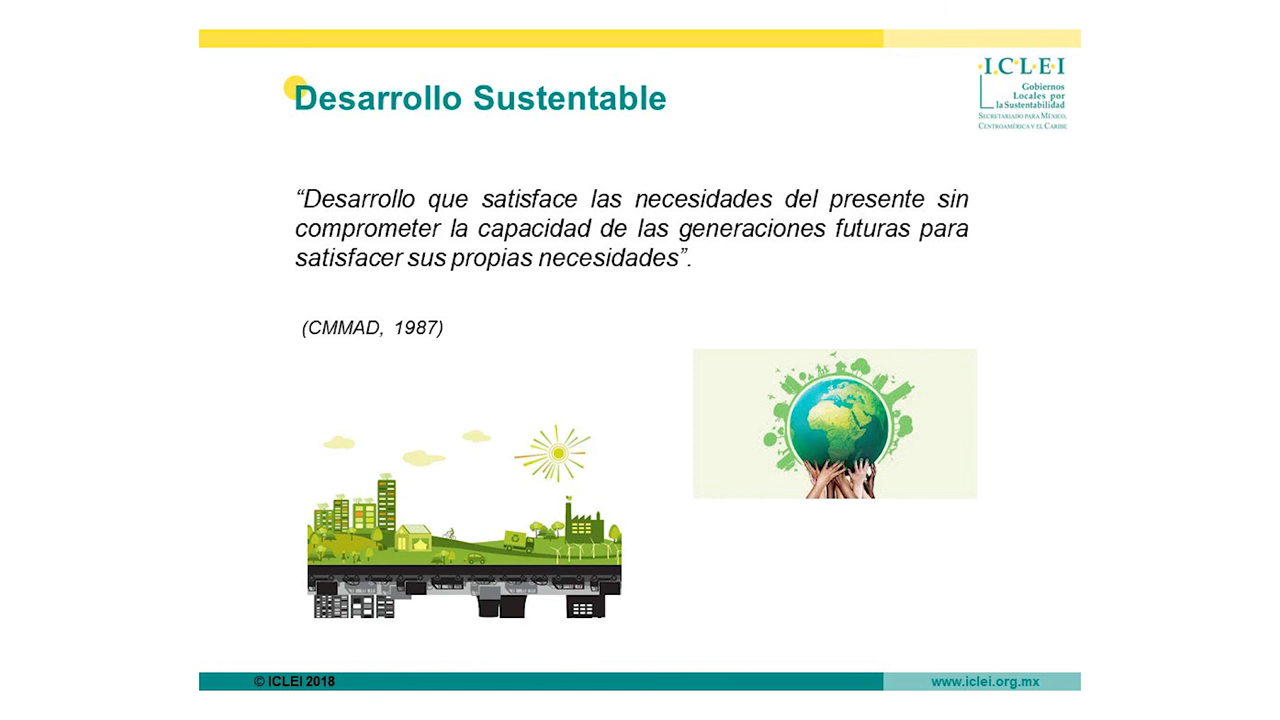 Desarrollo Sustentable
·I.C·L·E·I
Gobiernos
Locales por
la Sustentabilidad
SECRETARIADO PARA MÉXICO,
CENTROAMÉRICA Y EL CARIBE
“Desarrollo que satisface las necesidades del presente sin
comprometer la capacidad de las generaciones futuras para
satisfacer sus propias necesidades”.
(CMMAD, 1987)
© ICLEI 2018
www.iclei.org.mx